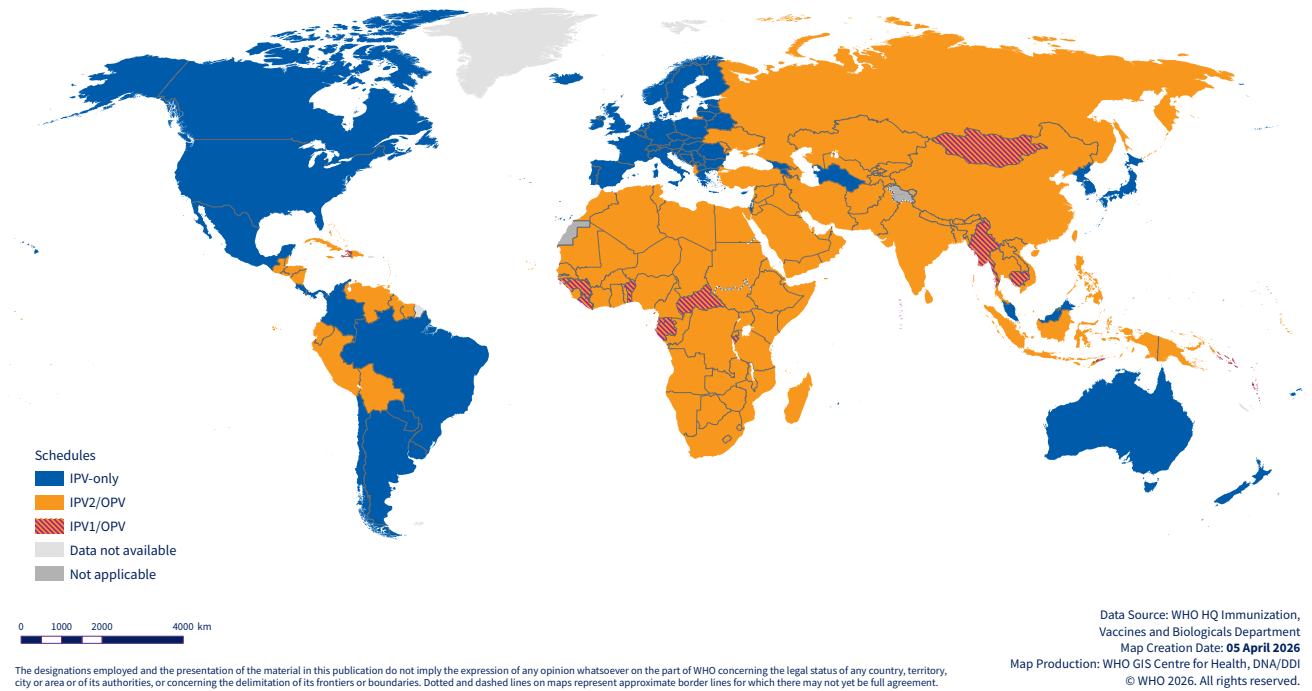 Schedules
IPV-only
IPV2/OPV
IPV1/OPV
Data not available
Not applicable
0 1000 2000 4000 km
Data Source: WHO HQ Immunization,
Vaccines and Biologicals Department
Map Creation Date: 05 April 2026
Map Production: WHO GIS Centre for Health, DNA/DDI
© WHO 2026. All rights reserved.
The designations employed and the presentation of the material in this publication do not imply the expression of any opinion whatsoever on the part of WHO concerning the legal status of any country, territory,
city or area or of its authorities, or concerning the delimitation of its frontiers or boundaries. Dotted and dashed lines on maps represent approximate border lines for which there may not yet be full agreement.